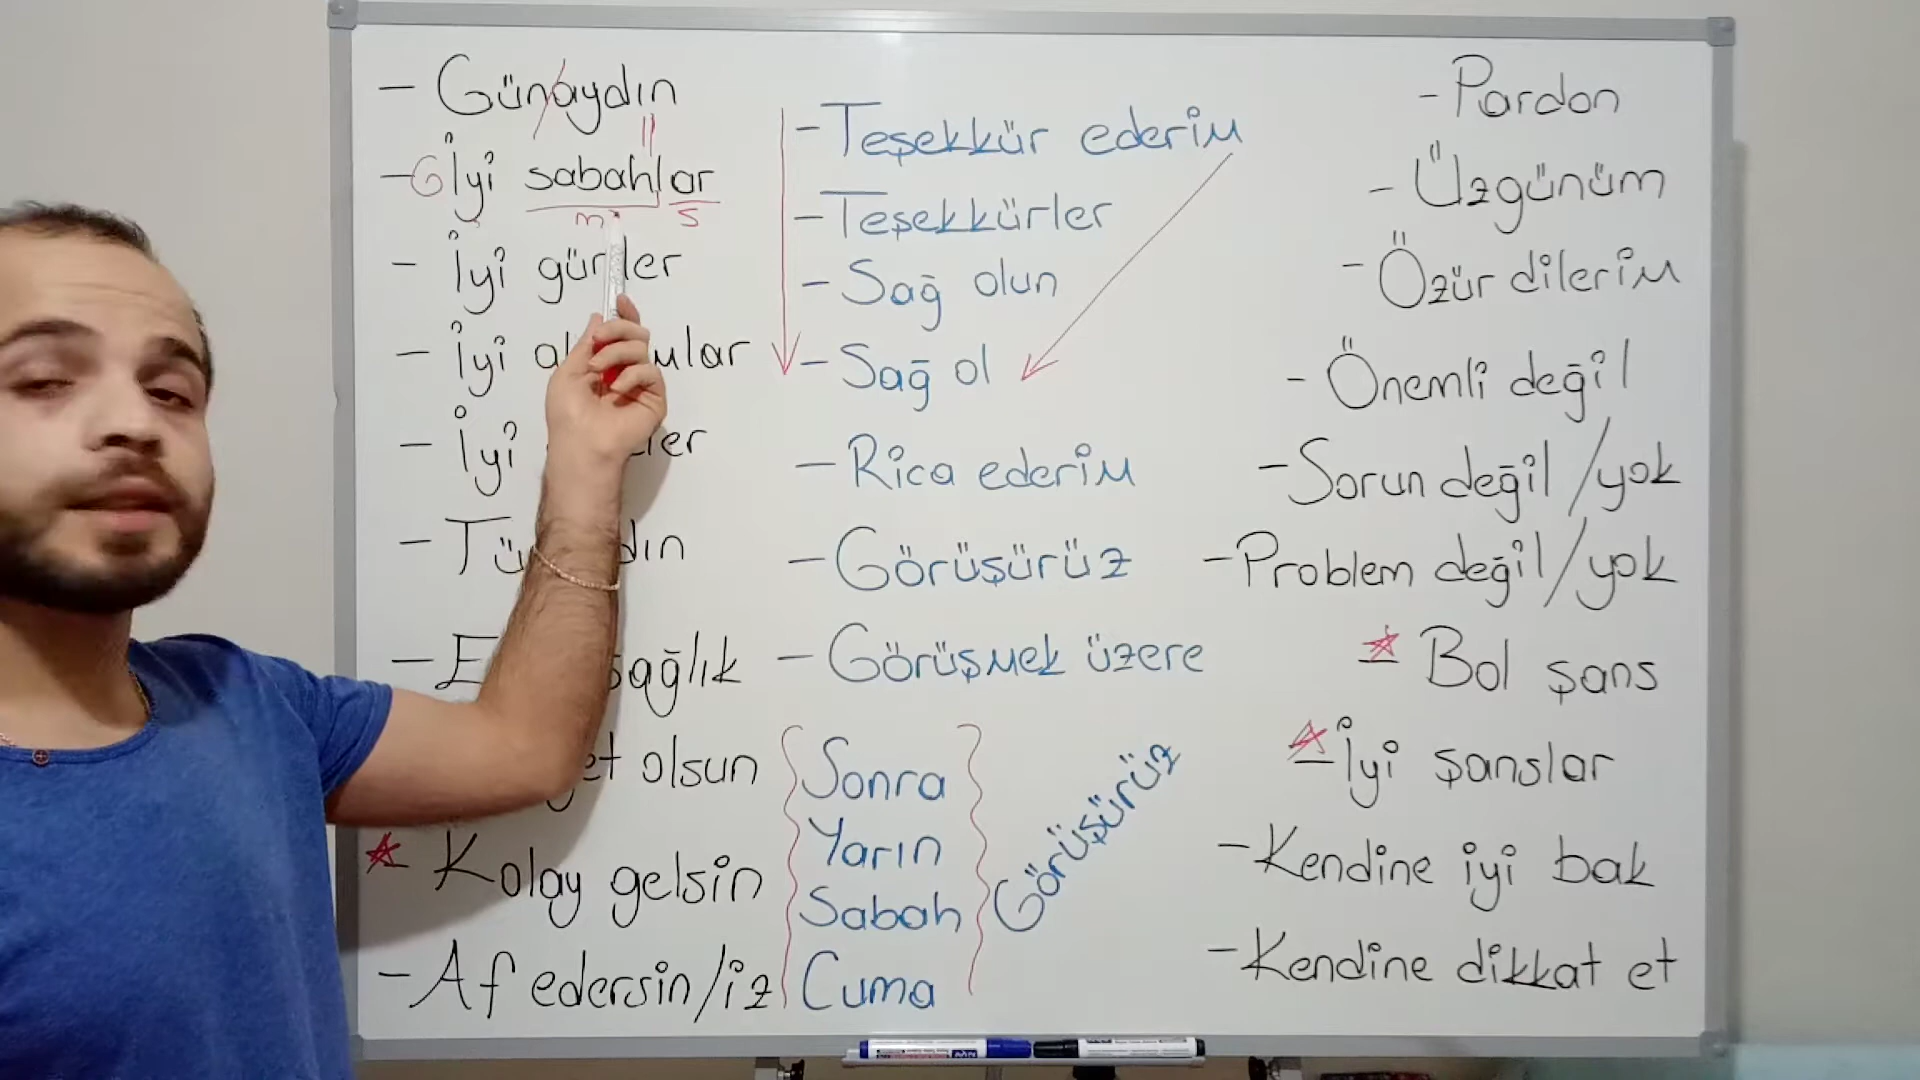 - Günaydın
- G İyi sabahlar
m s
- İyi günler
- İyi
- İyi
-
- sağlık
olsun
- Kolay gelsin
- Af edersin/iz
- Teşekkür ederim
- Teşekkürler
- Sağ olun
- Sağ ol
- Rica ederim
- Görüşürüz
- Görüşmek üzere
Sonra
Yarın
Sabah
Cuma
Görüşürüz
- Pardon
- Üzgünüm
- Özür dilerim
- Önemli değil
- Sorun değil /yok
- Problem değil/yok
- Bol şans
- İyi şanslar
- Kendine iyi bak
- Kendine dikkat et